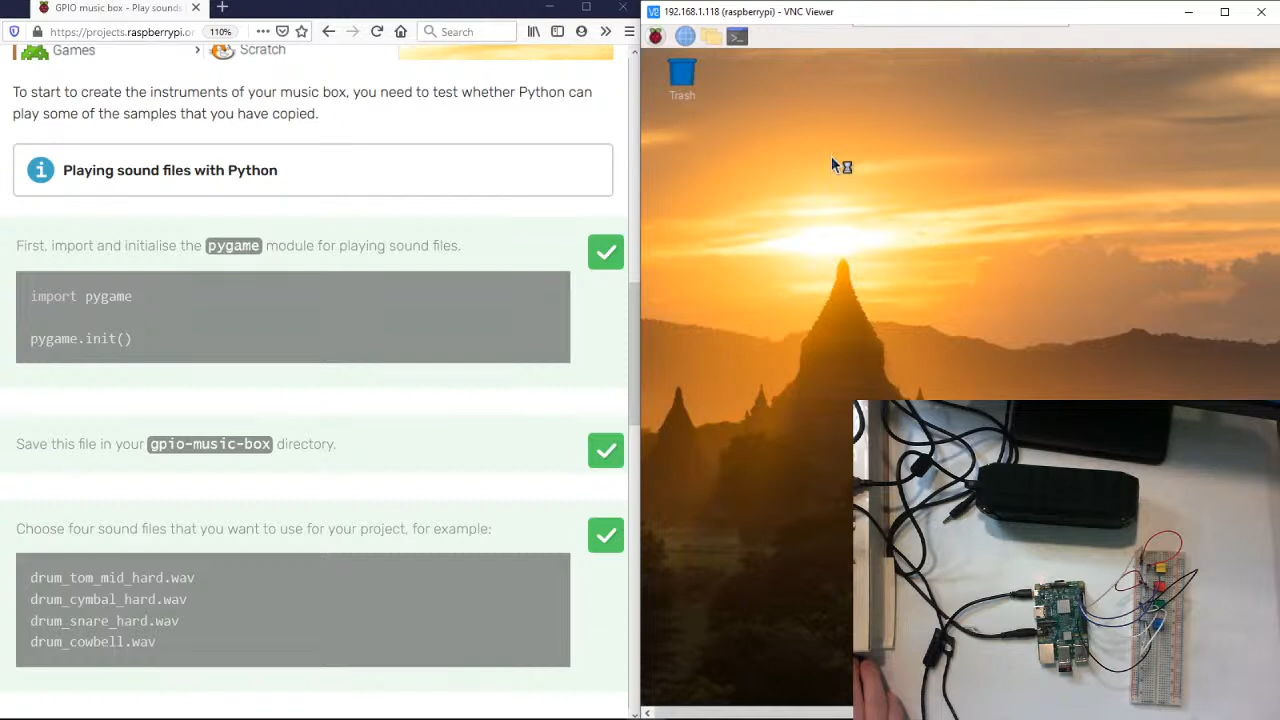 GPIO music box - Play sounds
https://projects.raspberrypi.or
110%
Search
Games
Scratch
To start to create the instruments of your music box, you need to test whether Python can
play some of the samples that you have copied.
Playing sound files with Python
First, import and initialise the pygame module for playing sound files.
import pygame
pygame.init()
Save this file in your gpio-music-box directory.
Choose four sound files that you want to use for your project, for example:
drum_tom_mid_hard.wav
drum_cymbal_hard.wav
drum_snare_hard.wav
drum_cowbell.wav
192.168.1.118 (raspberrypi) - VNC Viewer
Trash